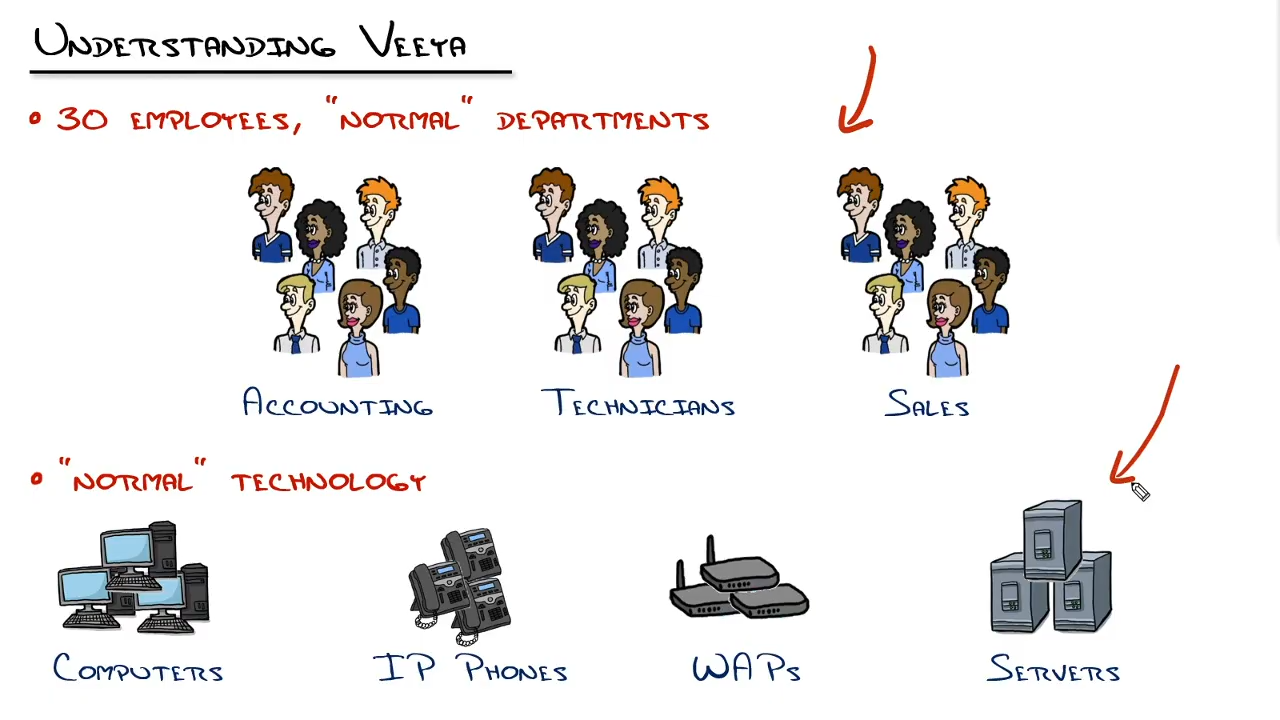 Understanding Veeya
• 30 employees, "normal" departments
Accounting
Technicians
Sales
• "normal" technology
Computers
IP Phones
WAPs
Servers